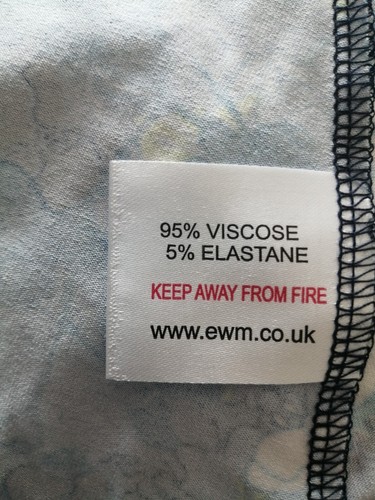 95% VISCOSE
5% ELASTANE
KEEP AWAY FROM FIRE
www.ewm.co.uk